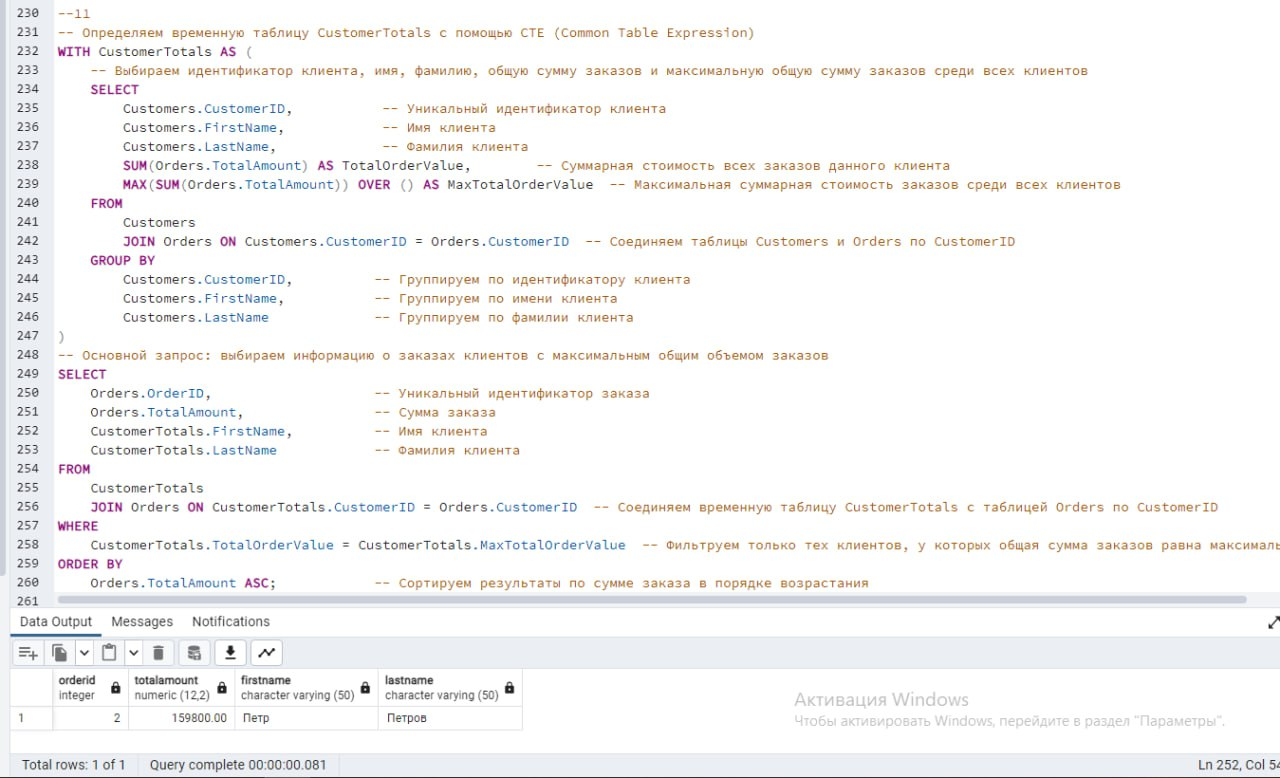 230 --11
231 -- Определяем временную таблицу CustomerTotals с помощью CTE (Common Table Expression)
232 WITH CustomerTotals AS (
233 -- Выбираем идентификатор клиента, имя, фамилию, общую сумму заказов и максимальную общую сумму заказов среди всех клиентов
234 SELECT
235 Customers.CustomerID, -- Уникальный идентификатор клиента
236 Customers.FirstName, -- Имя клиента
237 Customers.LastName, -- Фамилия клиента
238 SUM(Orders.TotalAmount) AS TotalOrderValue, -- Суммарная стоимость всех заказов данного клиента
239 MAX(SUM(Orders.TotalAmount)) OVER () AS MaxTotalOrderValue -- Максимальная суммарная стоимость заказов среди всех клиентов
240 FROM
241 Customers
242 JOIN Orders ON Customers.CustomerID = Orders.CustomerID -- Соединяем таблицы Customers и Orders по CustomerID
243 GROUP BY
244 Customers.CustomerID, -- Группируем по идентификатору клиента
245 Customers.FirstName, -- Группируем по имени клиента
246 Customers.LastName -- Группируем по фамилии клиента
247 )
248 -- Основной запрос: выбираем информацию о заказах клиентов с максимальным общим объемом заказов
249 SELECT
250 Orders.OrderID, -- Уникальный идентификатор заказа
251 Orders.TotalAmount, -- Сумма заказа
252 CustomerTotals.FirstName, -- Имя клиента
253 CustomerTotals.LastName -- Фамилия клиента
254 FROM
255 CustomerTotals
256 JOIN Orders ON CustomerTotals.CustomerID = Orders.CustomerID -- Соединяем временную таблицу CustomerTotals с таблицей Orders по CustomerID
257 WHERE
258 CustomerTotals.TotalOrderValue = CustomerTotals.MaxTotalOrderValue -- Фильтруем только тех клиентов, у которых общая сумма заказов равна максималь
259 ORDER BY
260 Orders.TotalAmount ASC; -- Сортируем результаты по сумме заказа в порядке возрастания
261
Data Output Messages Notifications
orderid totalamount firstname lastname
integer numeric (12,2) character varying (50) character varying (50)
1 2 159800.00 Петр Петров
Активация Windows
Чтобы активировать Windows, перейдите в раздел "Параметры".
Total rows: 1 of 1 Query complete 00:00:00.081 Ln 252, Col 54